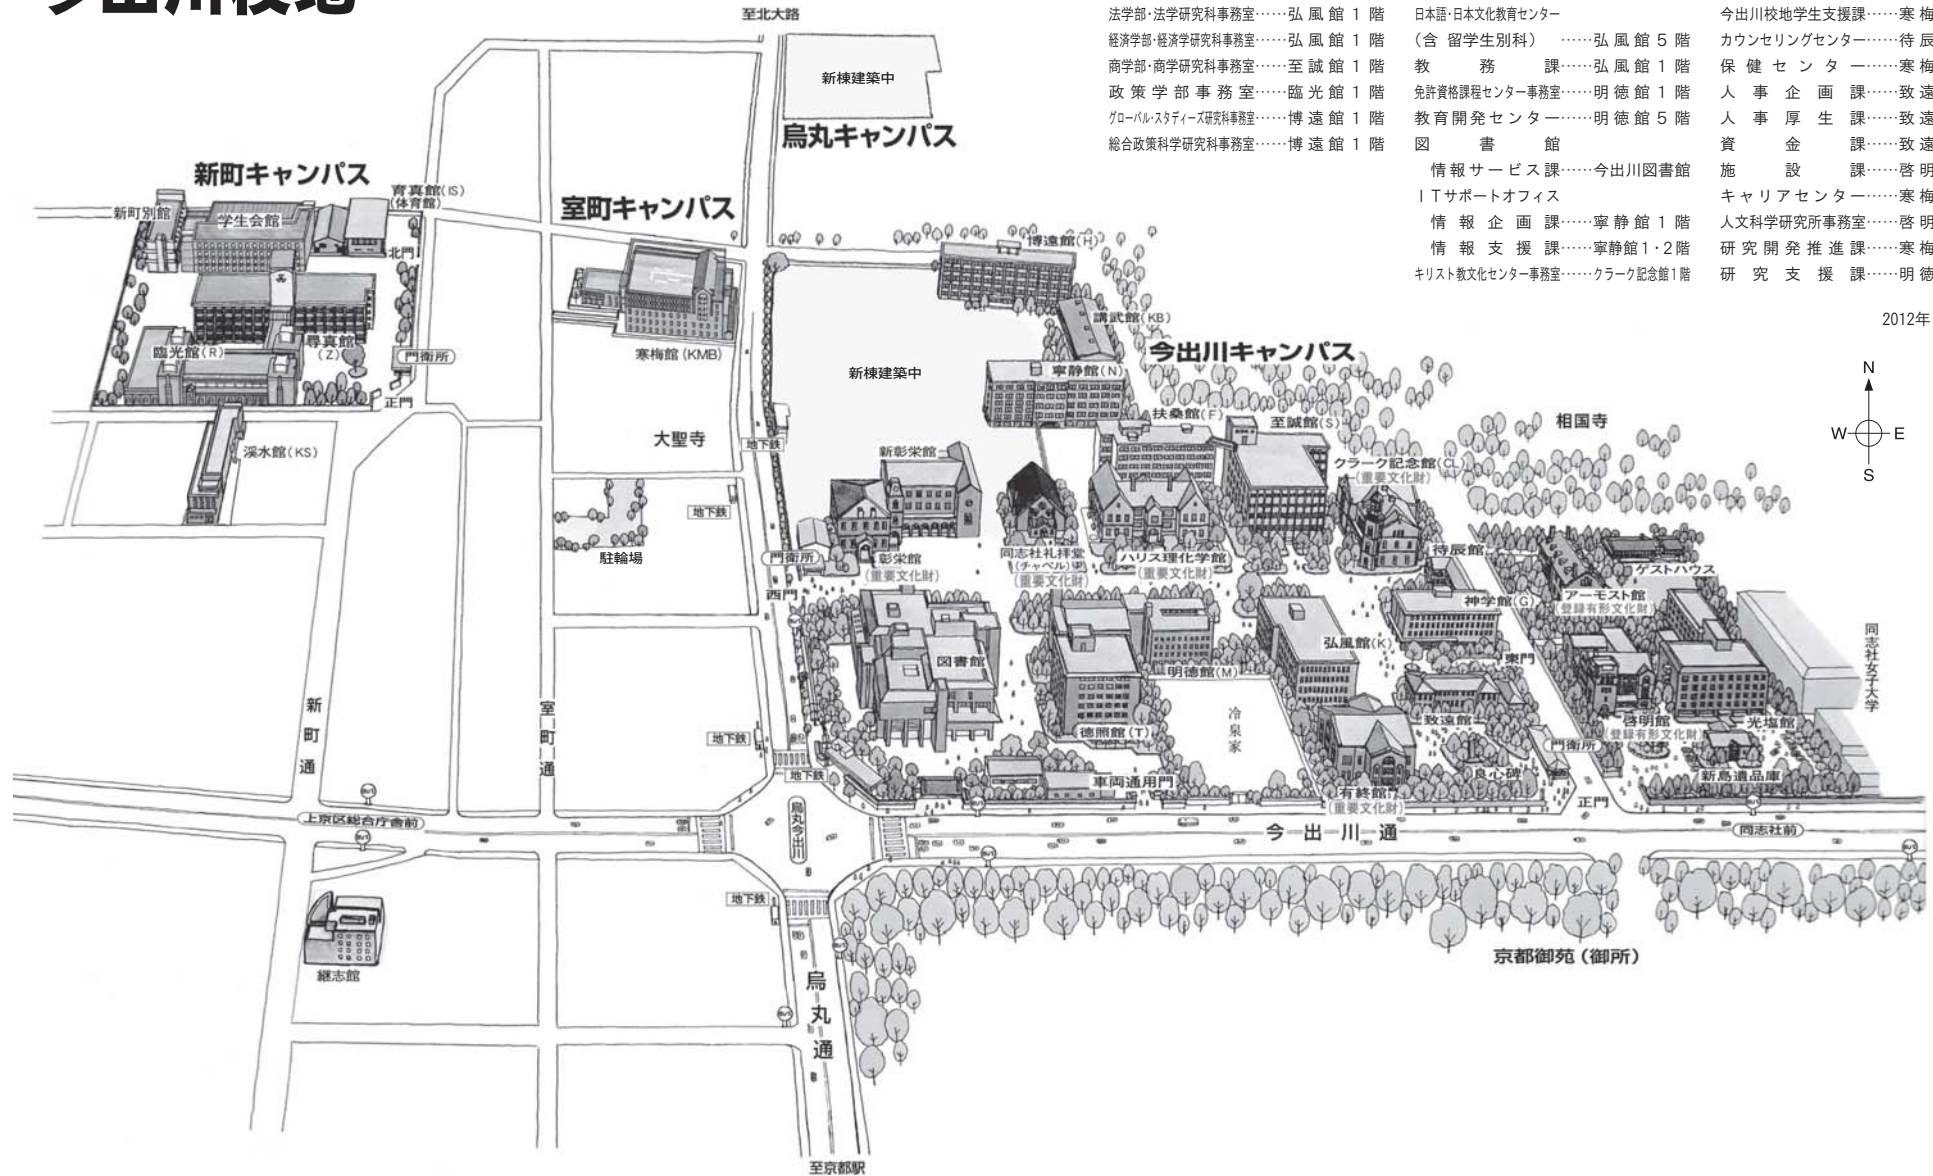 今出川校地
法学部・法学研究科事務室……弘風館1階
経済学部・経済学研究科事務室……弘風館1階
商学部・商学研究科事務室……至誠館1階
政策学部事務室……臨光館1階
グローバル・スタディーズ研究科事務室……博遠館1階
総合政策科学研究科事務室……博遠館1階
日本語・日本文化教育センター
(含 留学生別科) ……弘風館5階
教務課……弘風館1階
免許資格課程センター事務室……明徳館1階
教育開発センター……明徳館5階
図書館
情報サービス課……今出川図書館
ITサポートオフィス
情報企画課……寧静館1階
情報支援課……寧静館1・2階
キリスト教文化センター事務室……クラーク記念館1階
今出川校地学生支援課……寒梅
カウンセリングセンター……待辰
保健センター……寒梅
人事企画課……致遠
人事厚生課……致遠
資金課……致遠
施設課……啓明
キャリアセンター……寒梅
人文科学研究所事務室……啓明
研究開発推進課……寒梅
研究支援課……明徳
2012年
N
W E
S
至北大路
新棟建築中
烏丸キャンパス
新町キャンパス
育真館(IS)
(体育館)
新町別館
学生会館
北門
尋真館
(Z)
臨光館(R)
門衛所
正門
渓水館(KS)
室町キャンパス
寒梅館(KMB)
大聖寺
地下鉄
地下鉄
駐輪場
博遠館(H)
講武館(KB)
今出川キャンパス
新棟建築中
寧静館(N)
扶桑館(F)
至誠館(S)
相国寺
新彰栄館
クラーク記念館(CL)
(重要文化財)
門衛所
彰栄館
(重要文化財)
同志社礼拝堂
(チャペル)
(重要文化財)
ハリス理化学館
(重要文化財)
待辰館
ゲストハウス
アーモスト館
(登録有形文化財)
西門
神学館(G)
図書館
弘風館(K)
東門
明徳館(M)
同志社女子大学
新町通
室町通
地下鉄
冷泉家
徳照館(T)
致遠館
啓明館
(登録有形文化財)
光塩館
門衛所
地下鉄
車両通用門
良心碑
新島遺品庫
有終館
(重要文化財)
正門
上京区総合庁舎前
烏丸今出川
今出川通
同志社前
地下鉄
継志館
京都御苑(御所)
烏丸通
至京都駅